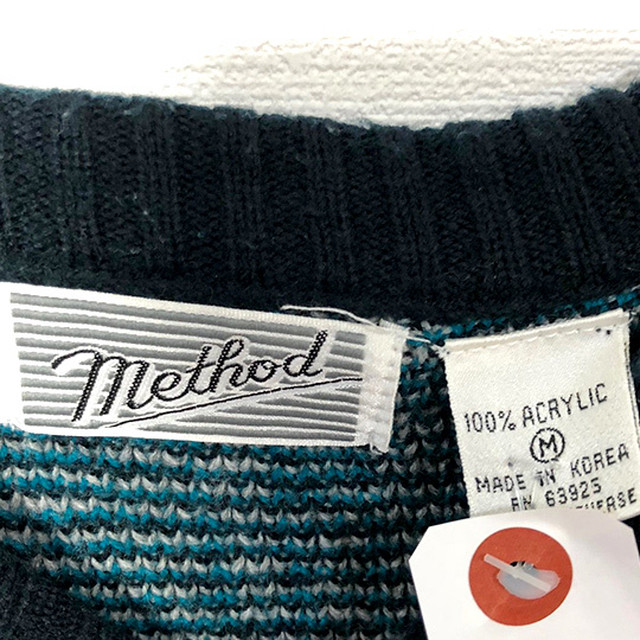 Method
100% ACRYLIC
M
MADE IN KOREA
RN 63925